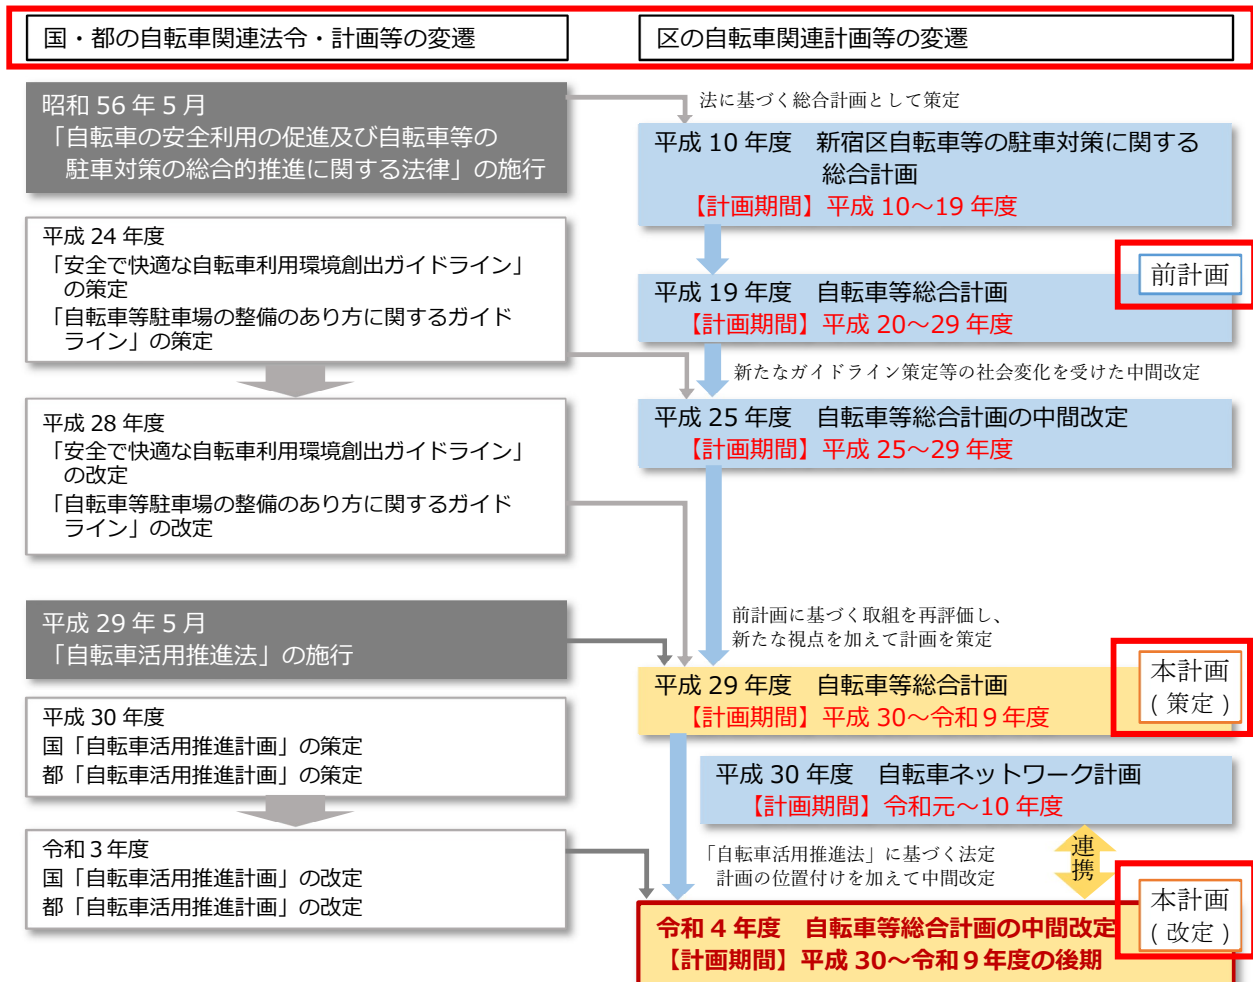 国・都の自転車関連法令・計画等の変遷
区の自転車関連計画等の変遷
昭和 56 年 5 月
「自転車の安全利用の促進及び自転車等の
駐車対策の総合的推進に関する法律」の施行
法に基づく総合計画として策定
平成 10 年度　新宿区自転車等の駐車対策に関する
総合計画
【計画期間】平成 10～19 年度
平成 24 年度
「安全で快適な自転車利用環境創出ガイドライン」
の策定
「自転車等駐車場の整備のあり方に関するガイド
ライン」の策定
前計画
平成 19 年度　自転車等総合計画
【計画期間】平成 20～29 年度
新たなガイドライン策定等の社会変化を受けた中間改定
平成 28 年度
「安全で快適な自転車利用環境創出ガイドライン」
の改定
「自転車等駐車場の整備のあり方に関するガイド
ライン」の改定
平成 25 年度　自転車等総合計画の中間改定
【計画期間】平成 25～29 年度
平成 29 年 5 月
「自転車活用推進法」の施行
前計画に基づく取組を再評価し、
新たな視点を加えて計画を策定
本計画
(策定)
平成 29 年度　自転車等総合計画
【計画期間】平成 30～令和９年度
平成 30 年度
国「自転車活用推進計画」の策定
都「自転車活用推進計画」の策定
平成 30 年度　自転車ネットワーク計画
【計画期間】令和元～10 年度
令和３年度
国「自転車活用推進計画」の改定
都「自転車活用推進計画」の改定
「自転車活用推進法」に基づく法定
計画の位置付けを加えて中間改定
連携
本計画
(改定)
令和 4 年度　自転車等総合計画の中間改定
【計画期間】平成 30～令和９年度の後期